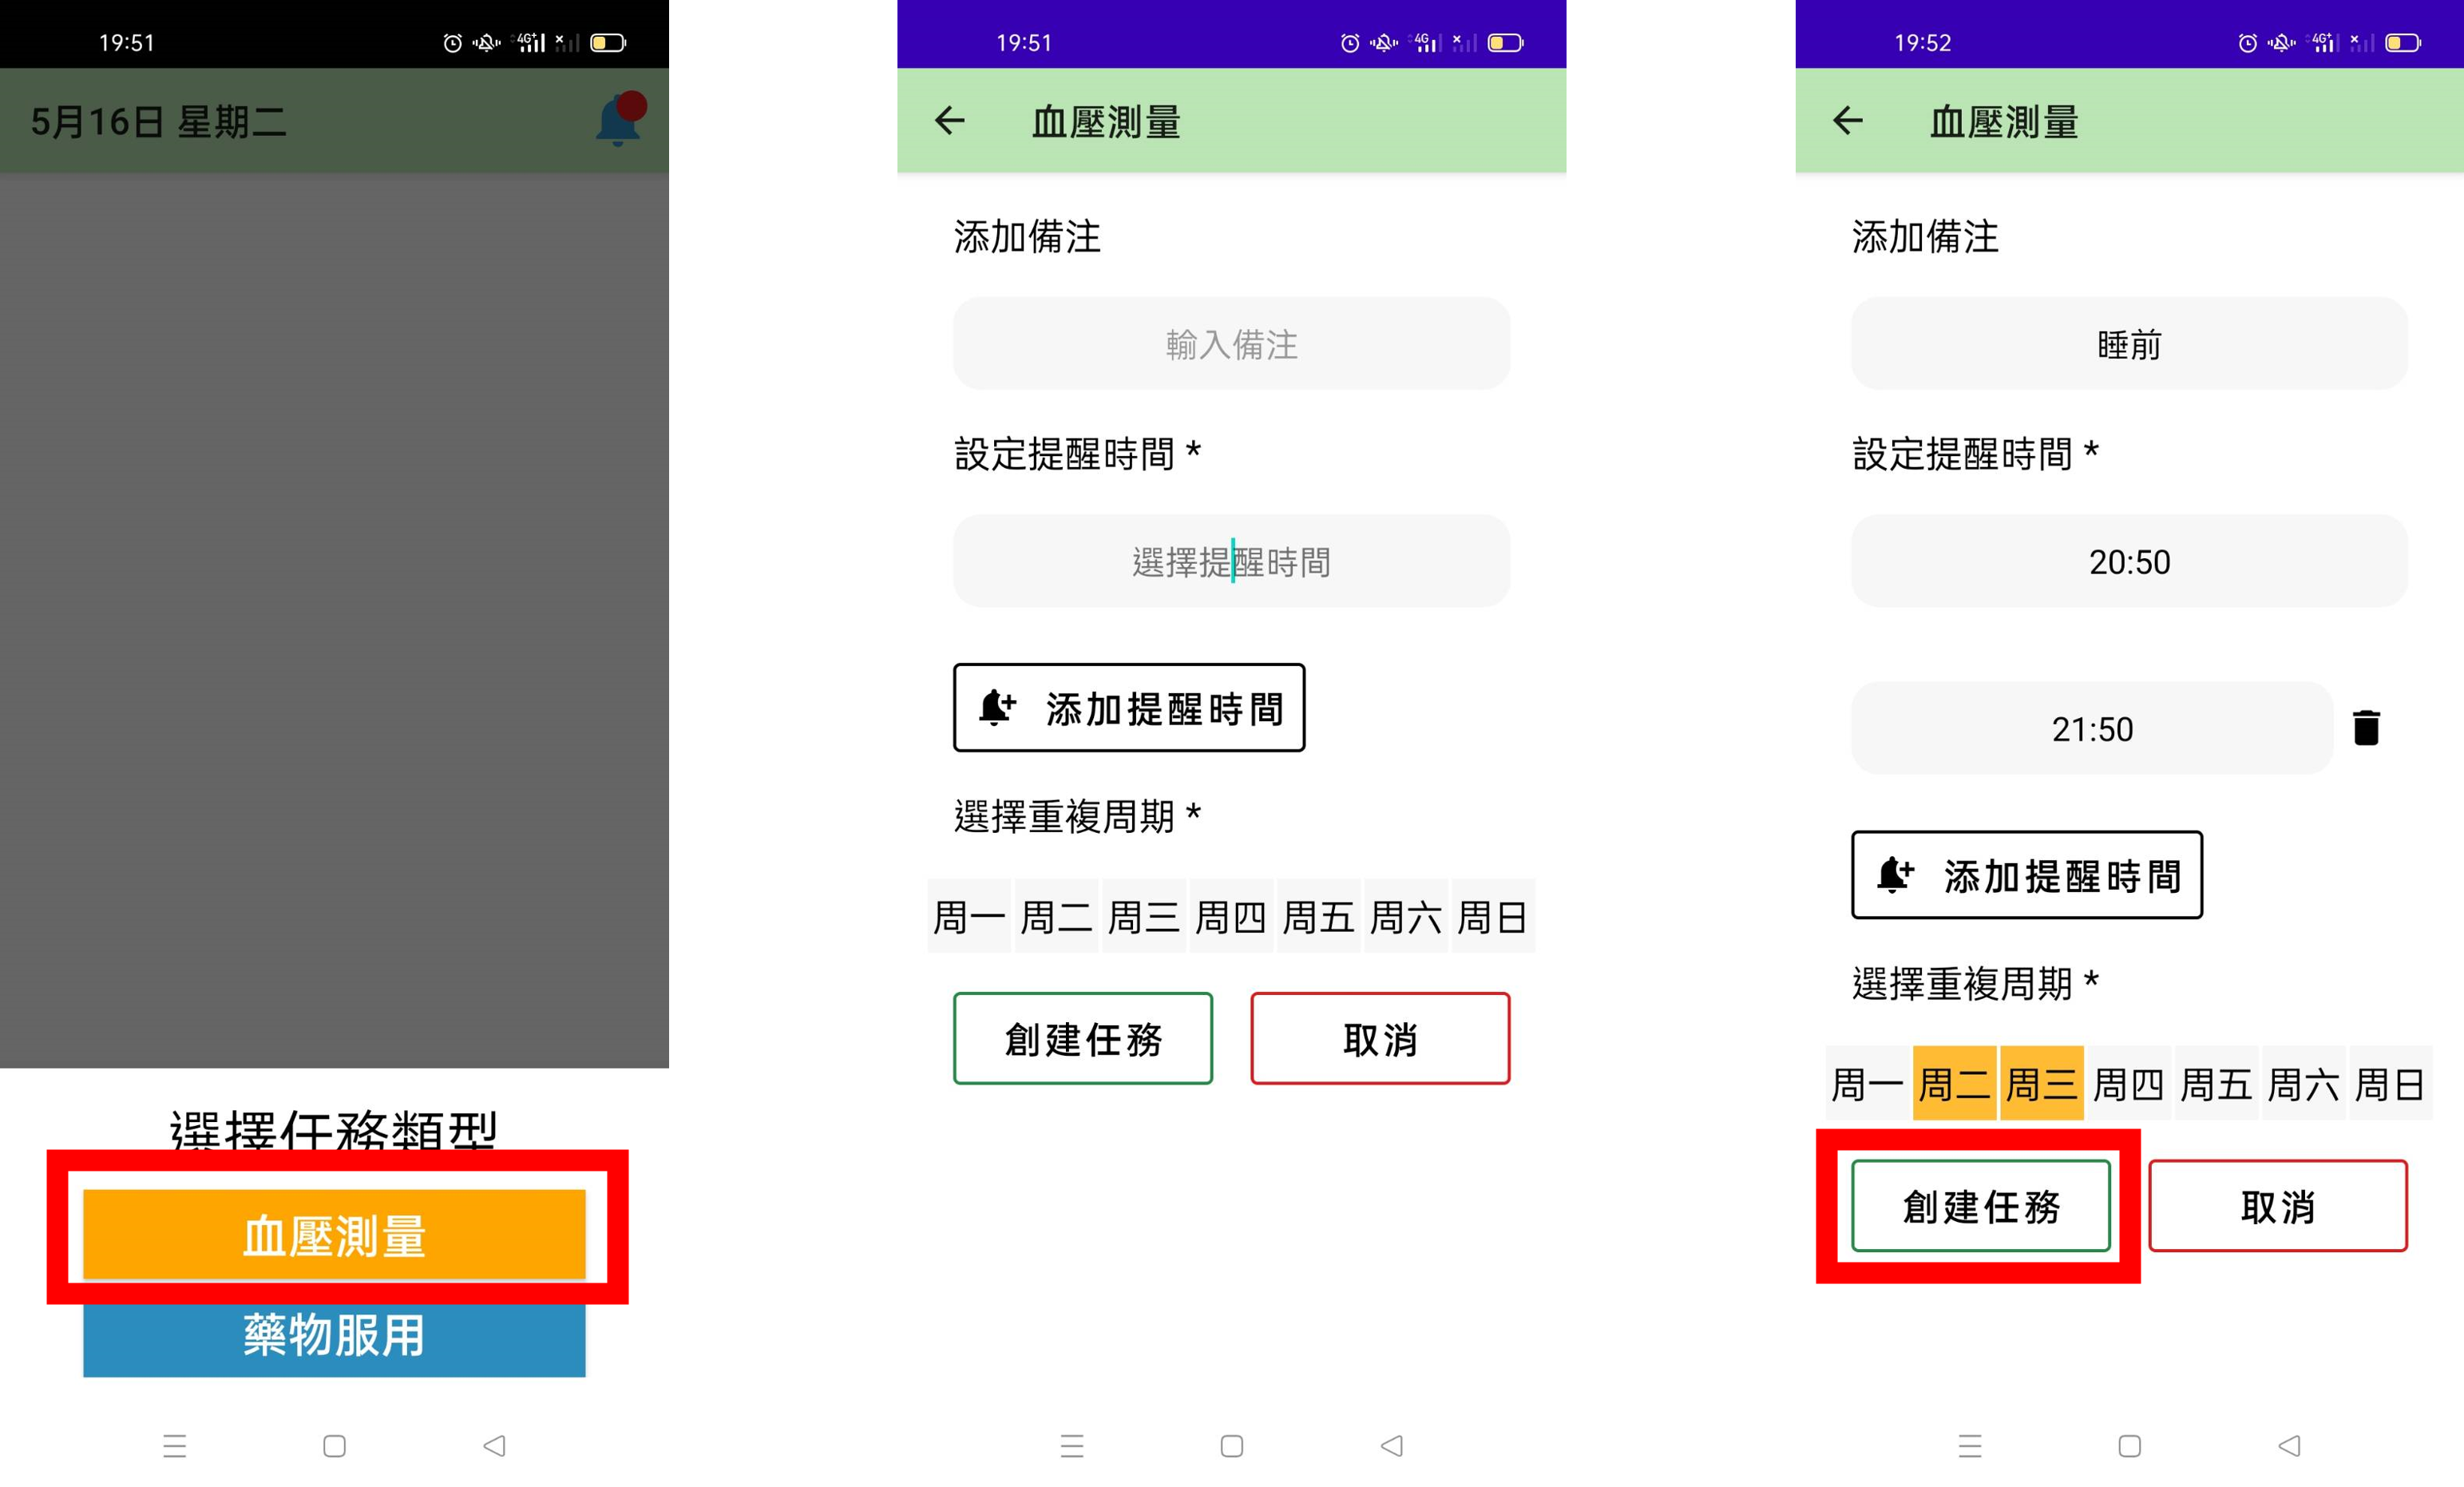 19:51
4G+
5月16日 星期二
選擇任務類型
血壓測量
藥物服用
19:51
4G
血壓測量
添加備注
輸入備注
設定提醒時間 *
選擇提醒時間
添加提醒時間
選擇重複周期 *
周一 周二 周三 周四 周五 周六 周日
創建任務 取消
19:52
4G+
血壓測量
添加備注
睡前
設定提醒時間 *
20:50
21:50
添加提醒時間
選擇重複周期 *
周一 周二 周三 周四 周五 周六 周日
創建任務 取消